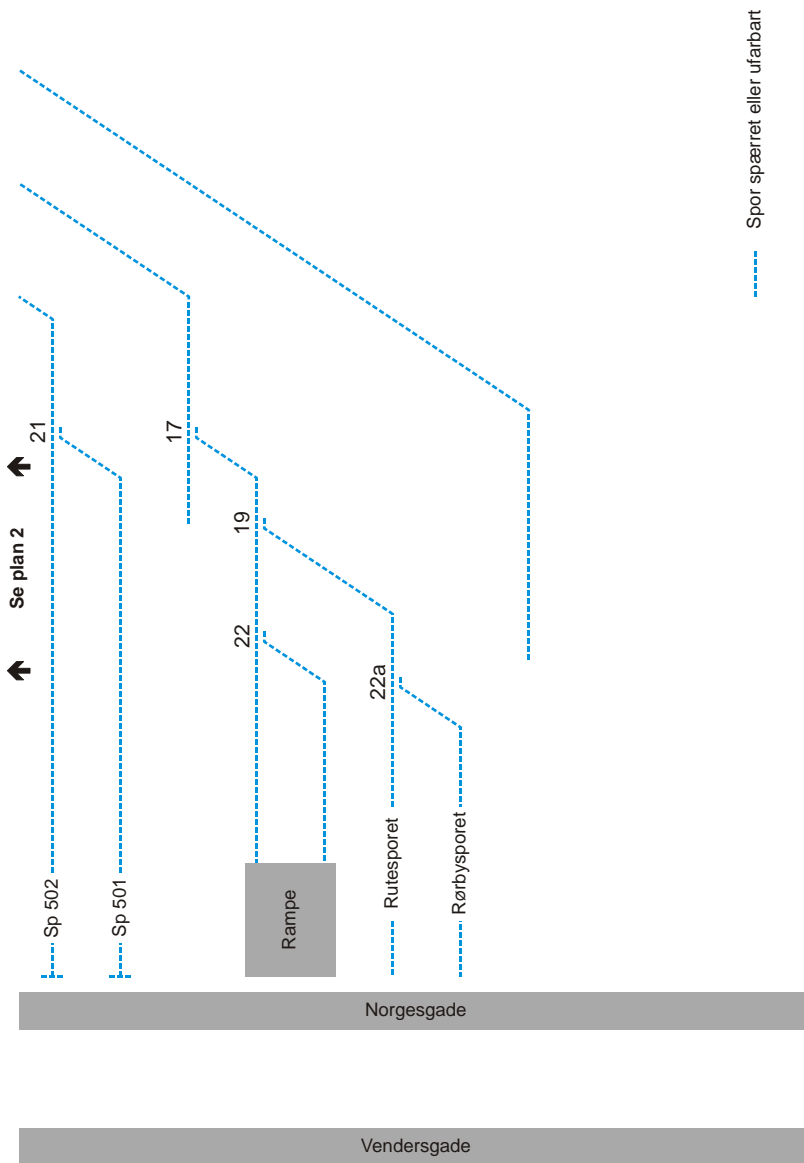 Se plan 2
21
Sp 502
Sp 501
17
19
22
Rampe
22a
Rutesporet
Rørbysporet
Spor spærret eller ufarbart
Norgesgade
Vendersgade